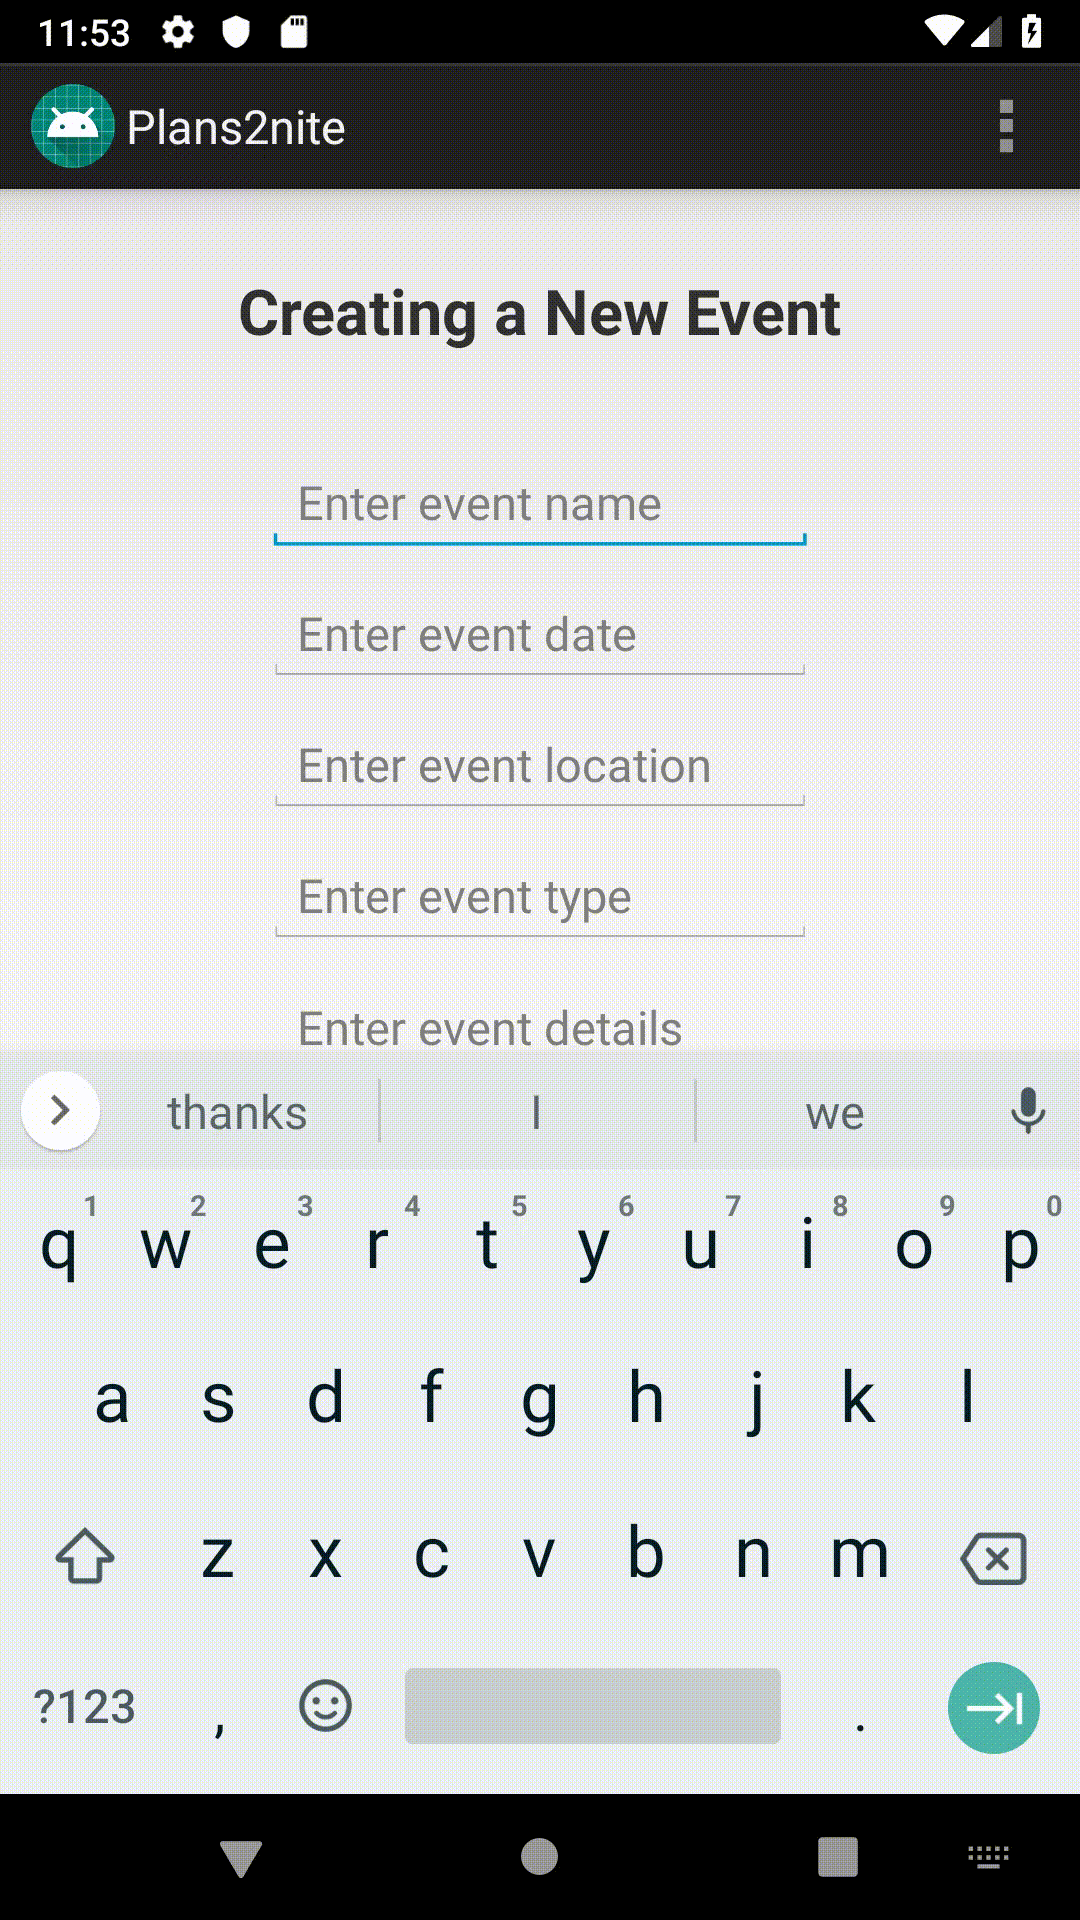 11:53
Plans2nite
Creating a New Event
Enter event name
Enter event date
Enter event location
Enter event type
Enter event details
thanks I we
1 2 3 4 5 6 7 8 9 0
q w e r t y u i o p
a s d f g h j k l
z x c v b n m
?123 , .